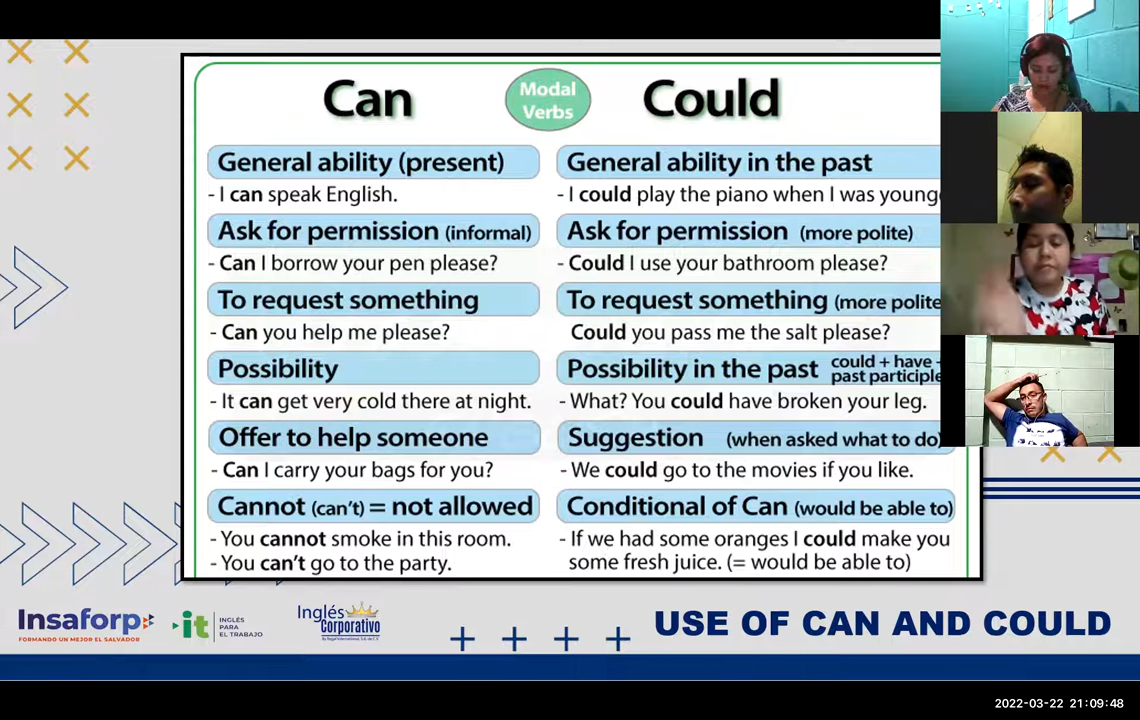 Can
Modal
Verbs
Could
General ability (present)
- I can speak English.
Ask for permission (informal)
- Can I borrow your pen please?
To request something
- Can you help me please?
Possibility
- It can get very cold there at night.
Offer to help someone
- Can I carry your bags for you?
Cannot (can't) = not allowed
- You cannot smoke in this room.
- You can't go to the party.
General ability in the past
- I could play the piano when I was
Ask for permission (more polite)
- Could I use your bathroom please?
To request something (more polite
Could you pass me the salt please?
Possibility in the past could + have
past participle
- What? You could have broken your leg.
Suggestion (when asked what to do)
- We could go to the movies if you like.
Conditional of Can (would be able to)
- If we had some oranges I could make you
some fresh juice. (= would be able to)
Insaforp
FORMANDO UN MEJOR EL SALVADOR
it
INGLÉS
PARA
EL TRABAJO
Inglés
Corporativo
USE OF CAN AND COULD
2022-03-22 21:09:48